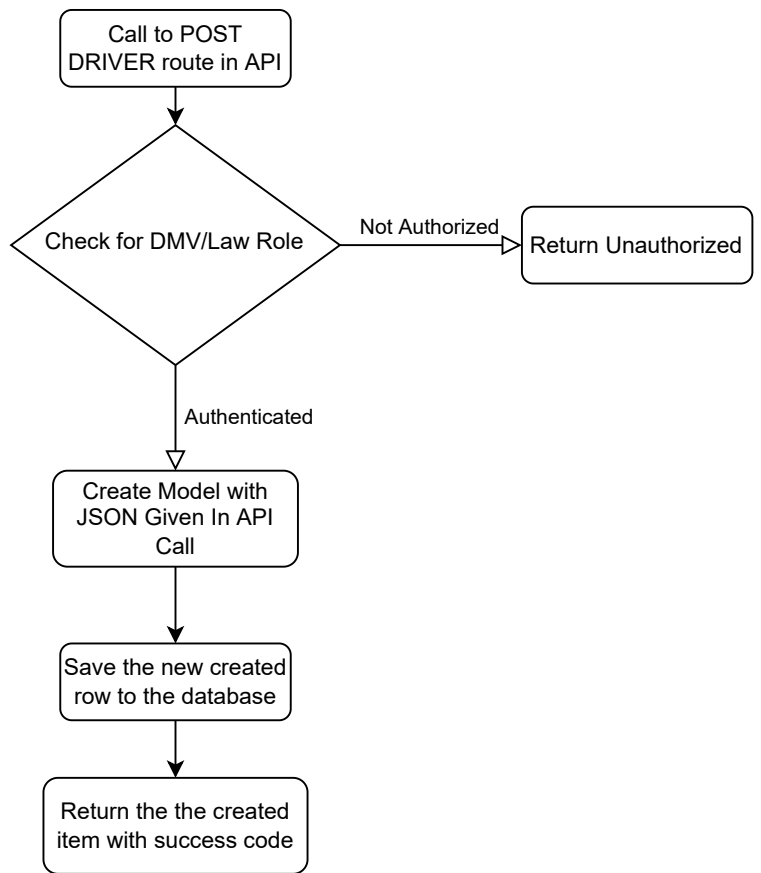 Call to POST
DRIVER route in API
Check for DMV/Law Role
Not Authorized
Return Unauthorized
Authenticated
Create Model with
JSON Given In API
Call
Save the new created
row to the database
Return the the created
item with success code